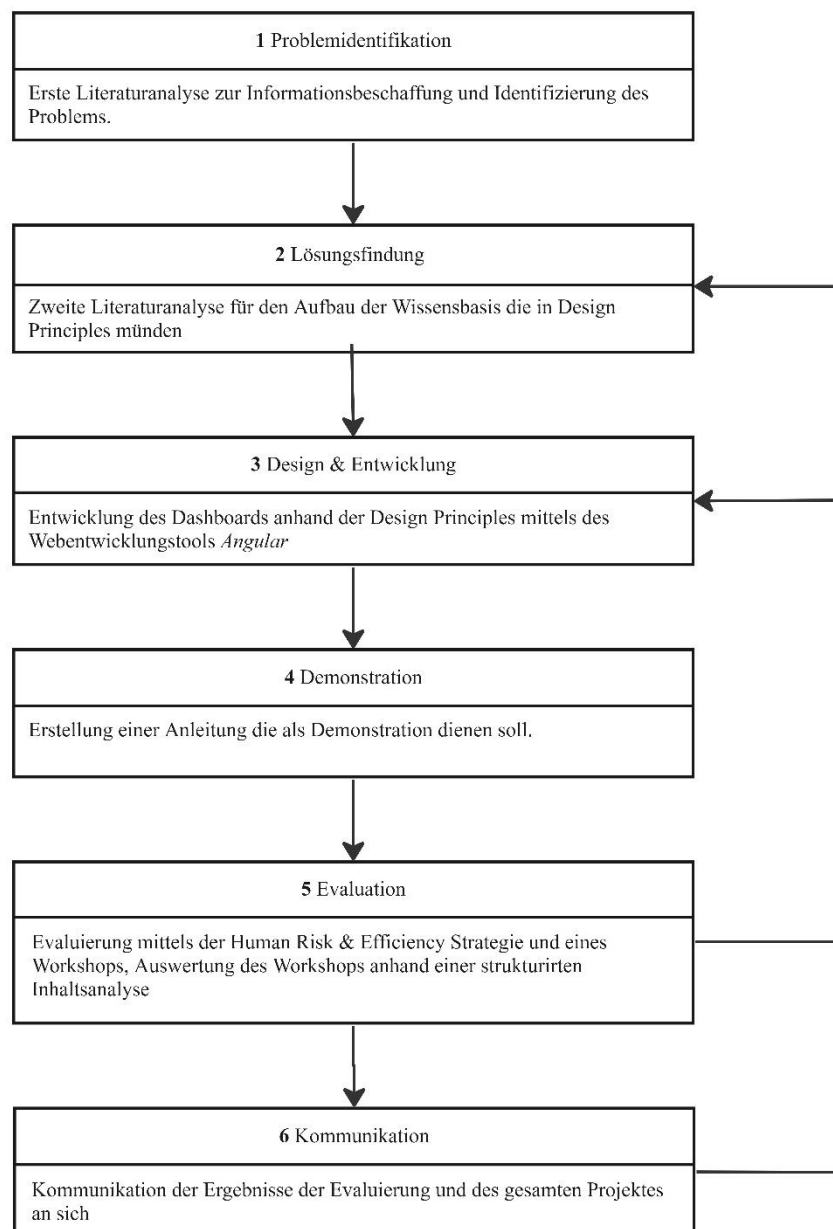 1 Problemidentifikation
Erste Literaturanalyse zur Informationsbeschaffung und Identifizierung des
Problems.
2 Lösungsfindung
Zweite Literaturanalyse für den Aufbau der Wissensbasis die in Design
Principles münden
3 Design & Entwicklung
Entwicklung des Dashboards anhand der Design Principles mittels des
Webentwicklungstools Angular
4 Demonstration
Erstellung einer Anleitung die als Demonstration dienen soll.
5 Evaluation
Evaluierung mittels der Human Risk & Efficiency Strategie und eines
Workshops, Auswertung des Workshops anhand einer strukturirten
Inhaltsanalyse
6 Kommunikation
Kommunikation der Ergebnisse der Evaluierung und des gesamten Projektes
an sich